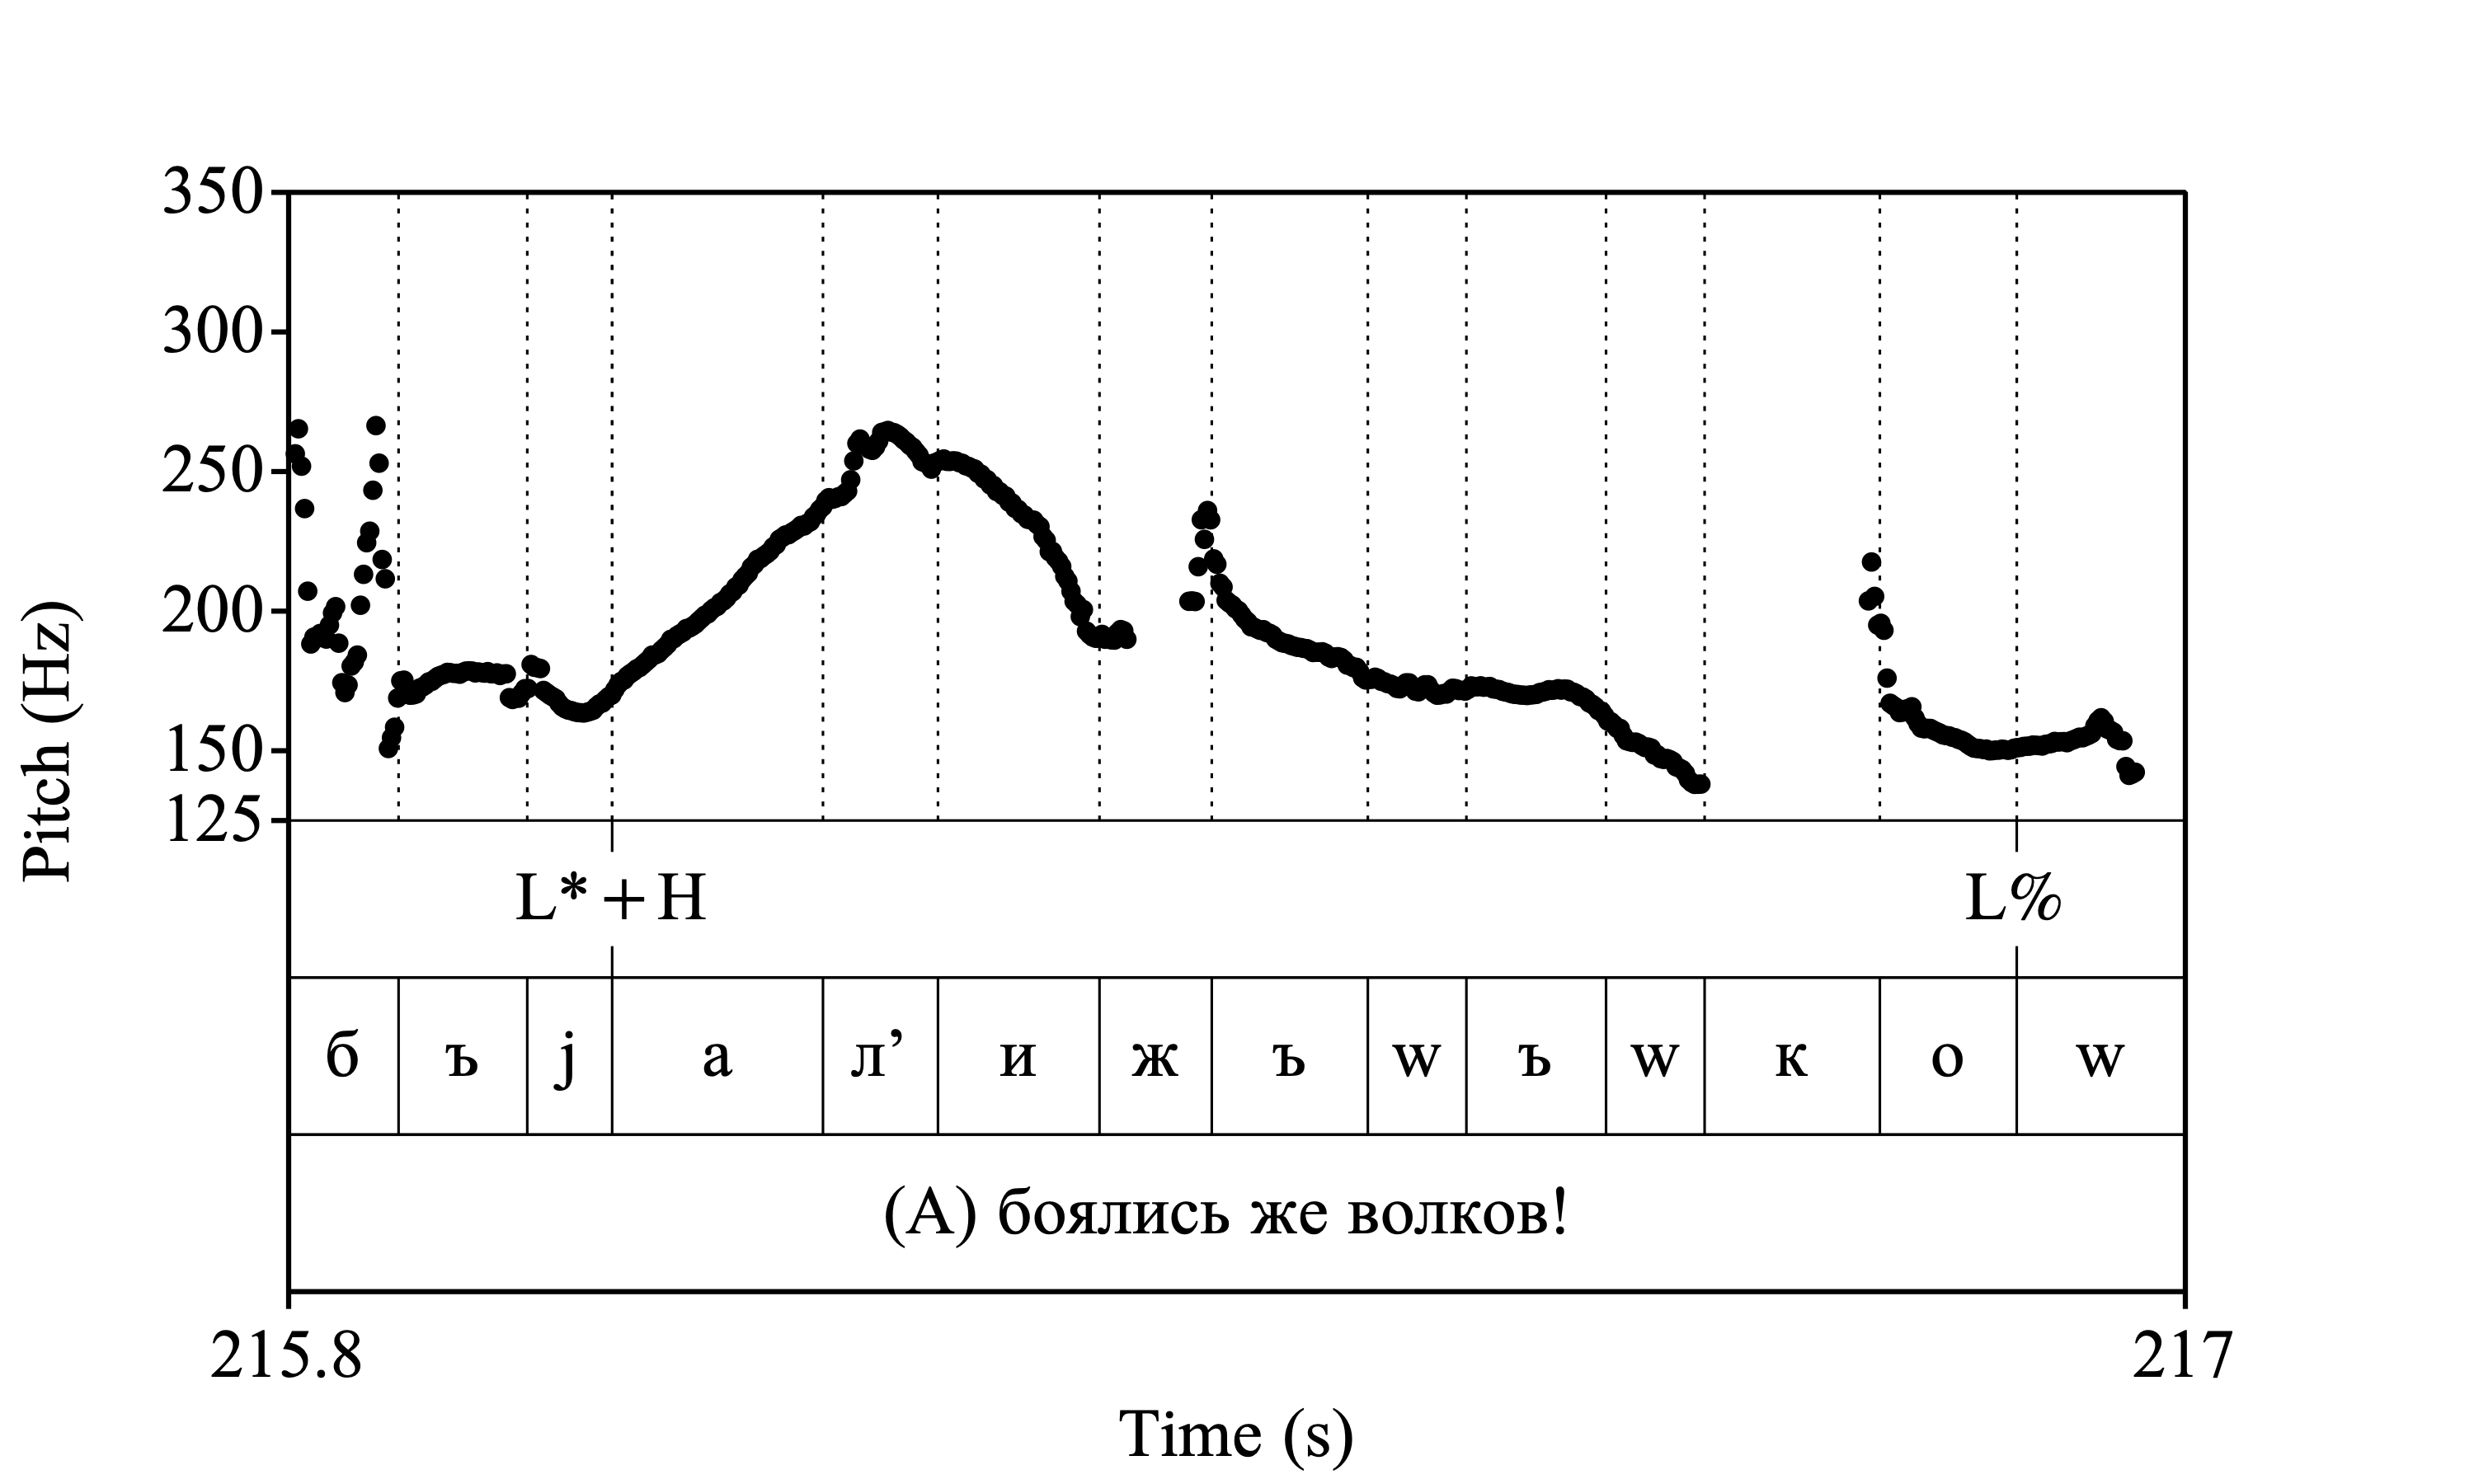 350
300
250
200
150
125
Pitch (Hz)
L*+H L%
б ъ j а л’ и ж ъ w ъ w к о w
(А) боялись же волков!
215.8 217
Time (s)